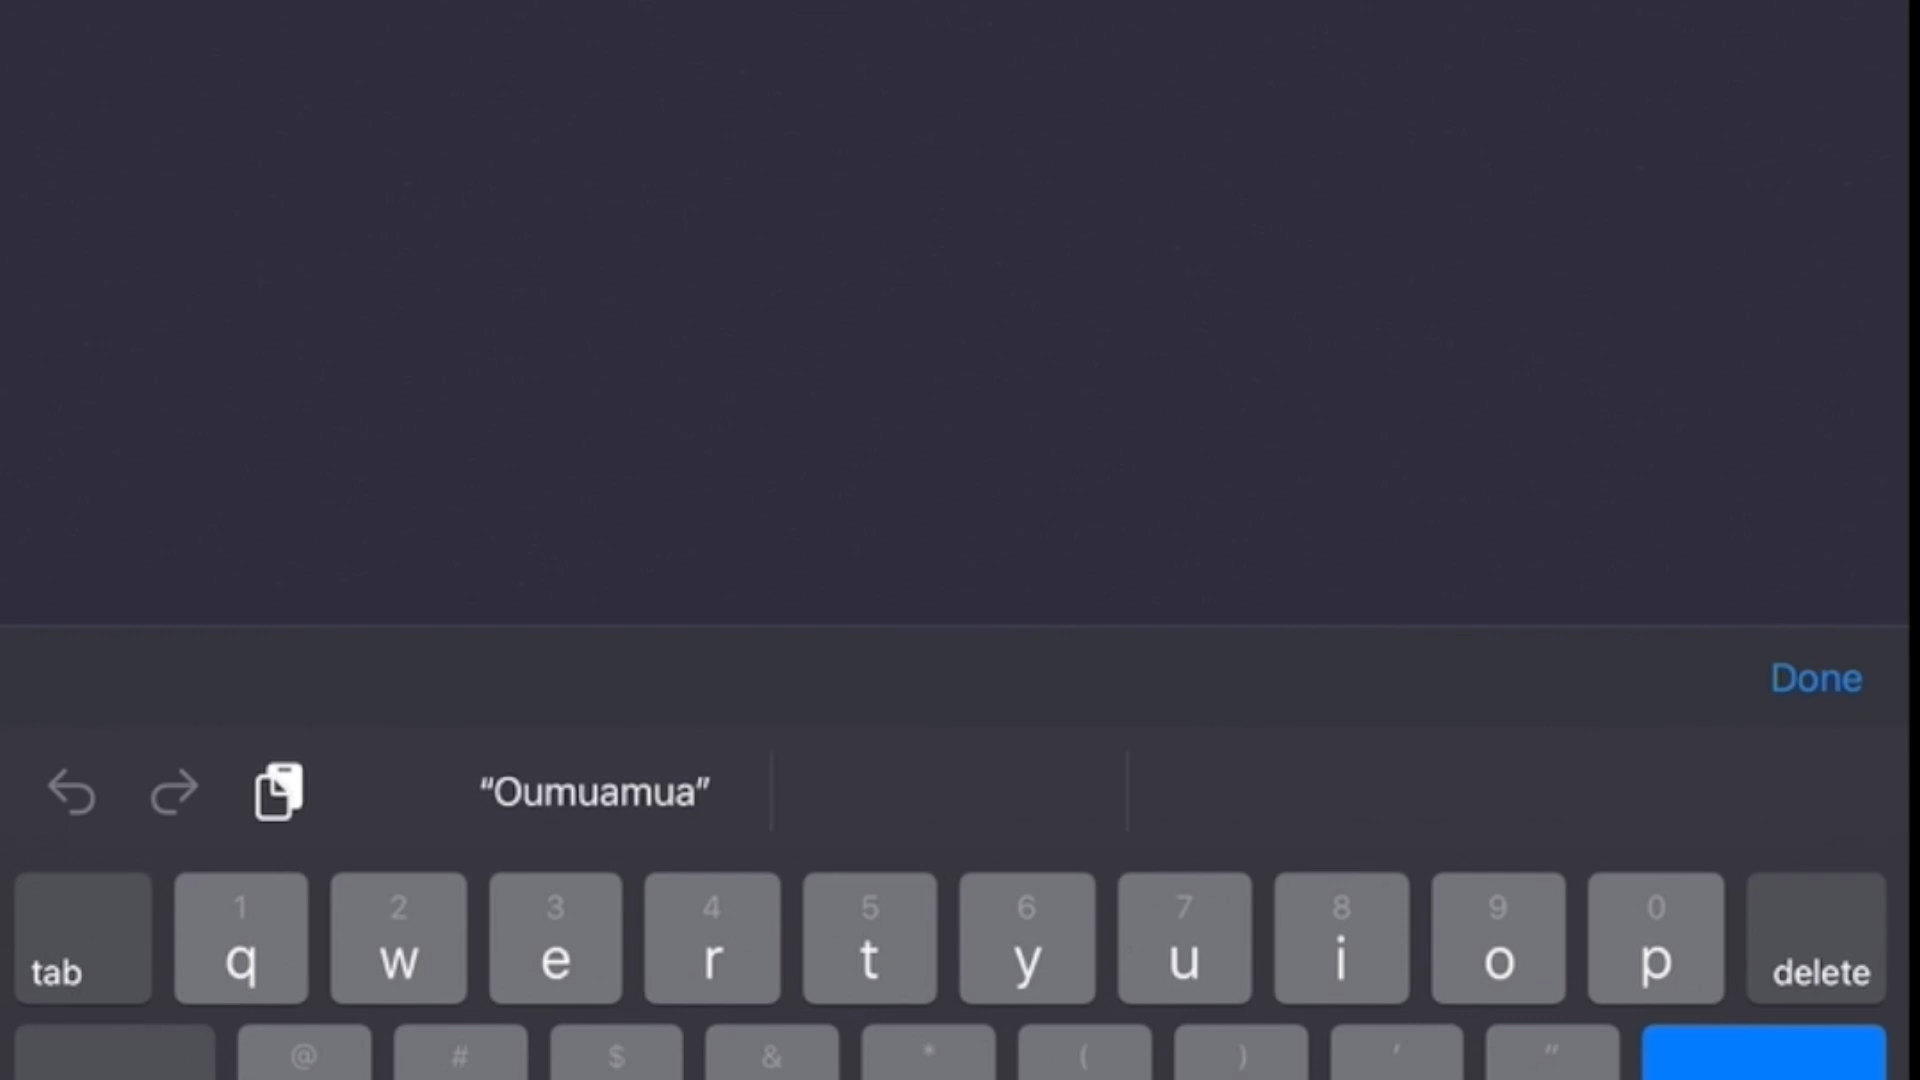 Done
“Oumuamua”
tab 1 q 2 w 3 e 4 r 5 t 6 y 7 u 8 i 9 o 0 p delete
@ # $ & * ( ) ' "